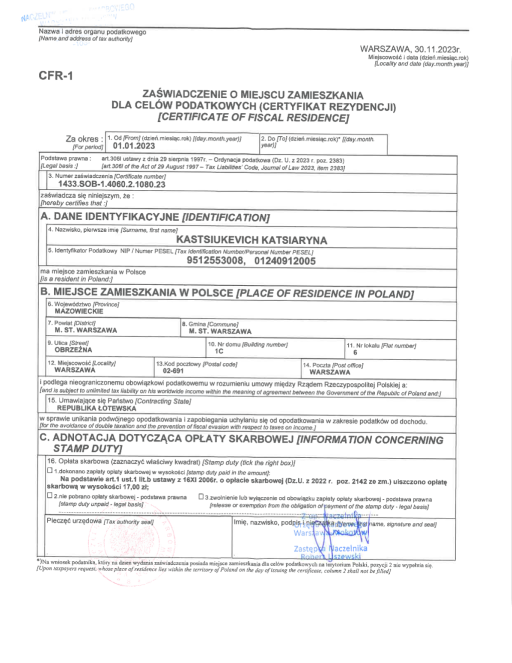 Nazwa i adres organu podatkowego
[Name and address of tax authority]
WARSZAWA, 30.11.2023r.
Miejscowość i data (dzień.miesiąc.rok)
[Locality and date (day.month.year)]
CFR-1
ZAŚWIADCZENIE O MIEJSCU ZAMIESZKANIA
DLA CELÓW PODATKOWYCH (CERTYFIKAT REZYDENCJI)
[CERTIFICATE OF FISCAL RESIDENCE]
Za okres :
[For period]
1. Od [From] (dzień.miesiąc.rok) [(day.month.year)]
01.01.2023
2. Do [To] (dzień.miesiąc.rok)* [(day.month.
year)]
Podstawa prawna :
[Legal basis :]
art.306l ustawy z dnia 29 sierpnia 1997r. – Ordynacja podatkowa (Dz. U. z 2023 r. poz. 2383)
[art.306l of the Act of 29 August 1997 – Tax Liabilities' Code, Journal of Law 2023, item 2383]
3. Numer zaświadczenia [Certificate number]
1433.SOB-1.4060.2.1080.23
zaświadcza się niniejszym, że :
[hereby certifies that :]
A. DANE IDENTYFIKACYJNE [IDENTIFICATION]
4. Nazwisko, pierwsze imię [Surname, first name]
KASTSIUKEVICH KATSIARYNA
5. Identyfikator Podatkowy NIP / Numer PESEL [Tax Identification Number/Personal Number PESEL]
9512553008, 01240912005
ma miejsce zamieszkania w Polsce
[is a resident in Poland:]
B. MIEJSCE ZAMIESZKANIA W POLSCE [PLACE OF RESIDENCE IN POLAND]
6. Województwo [Province]
MAZOWIECKIE
7. Powiat [District]
M. ST. WARSZAWA
8. Gmina [Commune]
M. ST. WARSZAWA
9. Ulica [Street]
OBRZEŻNA
10. Nr domu [Building number]
1C
11. Nr lokalu [Flat number]
6
12. Miejscowość [Locality]
WARSZAWA
13.Kod pocztowy [Postal code]
02-691
14. Poczta [Post office]
WARSZAWA
i podlega nieograniczonemu obowiązkowi podatkowemu w rozumieniu umowy między Rządem Rzeczypospolitej Polskiej a:
[and is subject to unlimited tax liability on his worldwide income within the meaning of agreement between the Government of the Republic of Poland and:]
15. Umawiające się Państwo [Contracting State]
REPUBLIKA ŁOTEWSKA
w sprawie unikania podwójnego opodatkowania i zapobiegania uchylaniu się od opodatkowania w zakresie podatków od dochodu.
[for the avoidance of double taxation and the prevention of fiscal evasion with respect to taxes on income.]
C. ADNOTACJA DOTYCZĄCA OPŁATY SKARBOWEJ [INFORMATION CONCERNING
STAMP DUTY]
16. Opłata skarbowa (zaznaczyć właściwy kwadrat) [Stamp duty (tick the right box)]
1.dokonano zapłaty opłaty skarbowej w wysokości [stamp duty paid in the amount:]
Na podstawie art.1 ust.1 lit.b ustawy z 16XI 2006r. o opłacie skarbowej (Dz.U. z 2022 r. poz. 2142 ze zm.) uiszczono opłatę
skarbową w wysokości 17,00 zł;
2.nie pobrano opłaty skarbowej - podstawa prawna
[stamp duty unpaid - legal basis]
3.zwolnienie lub wyłączenie od obowiązku zapłaty opłaty skarbowej - podstawa prawna
[release or exemption from the obligation of payment of the stamp duty - legal basis]
Pieczęć urzędowa [Tax authority seal]
Imię, nazwisko, podpis i pieczątka [Name, first name, signature and seal]
Zastępca Naczelnika
*)Na wniosek podatnika, który na dzień wydania zaświadczenia posiada miejsce zamieszkania dla celów podatkowych na terytorium Polski, pozycji 2 nie wypełnia się.
[Upon taxpayers request, whose place of residence lies within the territory of Poland on the day of issuing the certificate, column 2 shall not be filled]